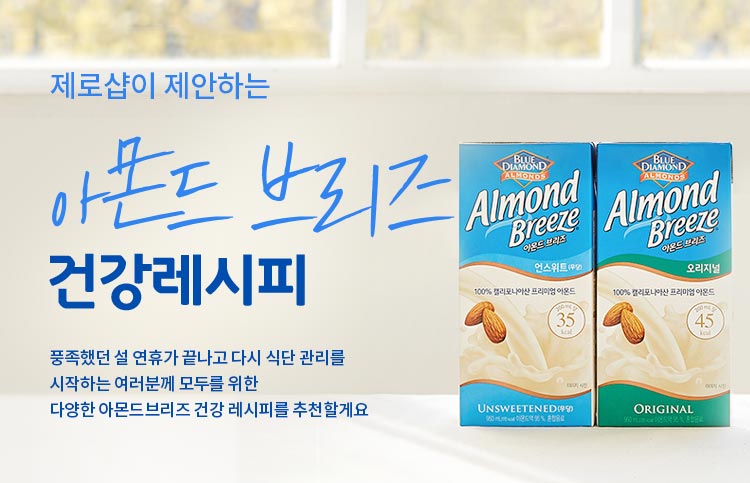 제로샵이 제안하는
아몬드 브리즈
건강레시피
풍족했던 설 연휴가 끝나고 다시 식단 관리를
시작하는 여러분께 모두를 위한
다양한 아몬드브리즈 건강 레시피를 추천할게요
BLUE DIAMOND
ALMONDS
Almond
Breeze
아몬드 브리즈
언스위트(무당)
100% 캘리포니아산 프리미엄 아몬드
200 mL 당
35
kcal
UNSWEETENED(무당)
BLUE DIAMOND
ALMONDS
Almond
Breeze
아몬드 브리즈
오리지널
100% 캘리포니아산 프리미엄 아몬드
200 mL 당
45
kcal
ORIGINAL